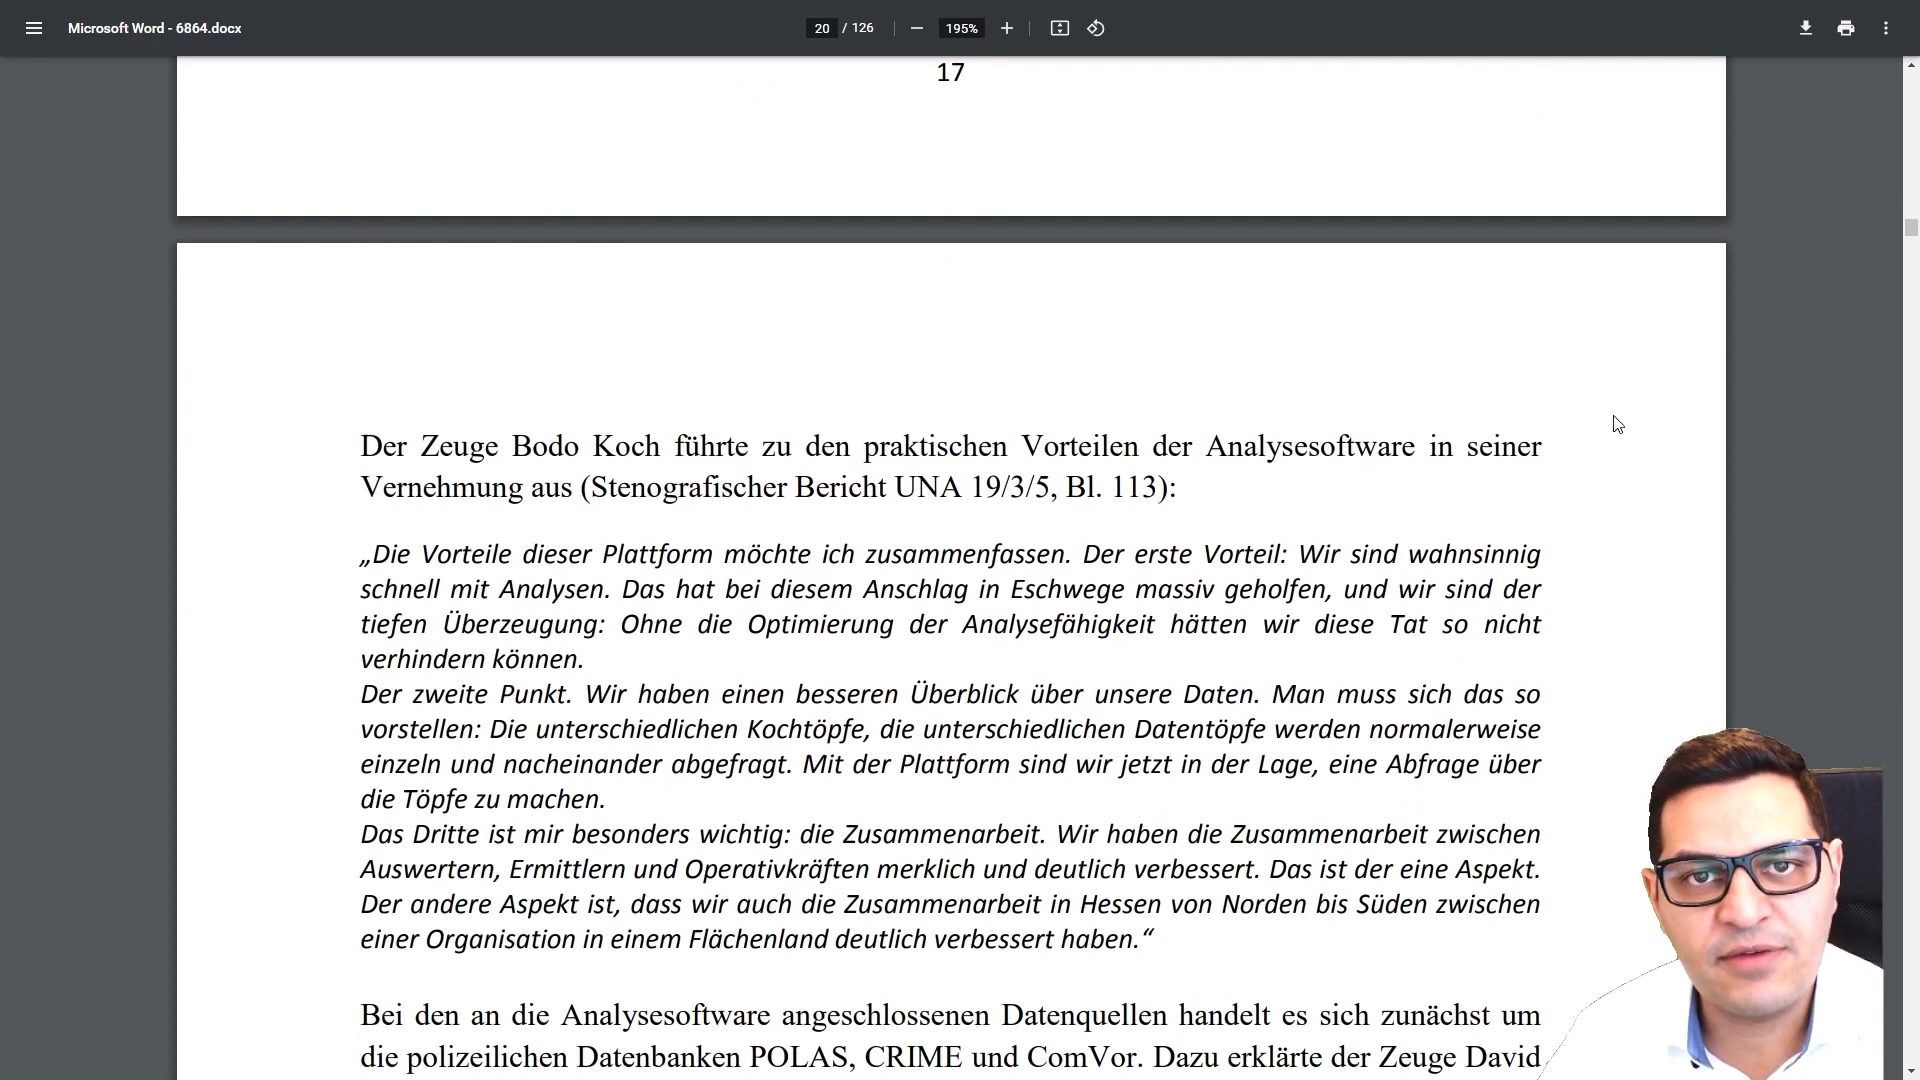 Microsoft Word - 6864.docx
20 / 126
195%
17
Der Zeuge Bodo Koch führte zu den praktischen Vorteilen der Analysesoftware in seiner
Vernehmung aus (Stenografischer Bericht UNA 19/3/5, Bl. 113):
„Die Vorteile dieser Plattform möchte ich zusammenfassen. Der erste Vorteil: Wir sind wahnsinnig
schnell mit Analysen. Das hat bei diesem Anschlag in Eschwege massiv geholfen, und wir sind der
tiefen Überzeugung: Ohne die Optimierung der Analysefähigkeit hätten wir diese Tat so nicht
verhindern können.
Der zweite Punkt. Wir haben einen besseren Überblick über unsere Daten. Man muss sich das so
vorstellen: Die unterschiedlichen Kochtöpfe, die unterschiedlichen Datentöpfe werden normalerweise
einzeln und nacheinander abgefragt. Mit der Plattform sind wir jetzt in der Lage, eine Abfrage über
die Töpfe zu machen.
Das Dritte ist mir besonders wichtig: die Zusammenarbeit. Wir haben die Zusammenarbeit zwischen
Auswertern, Ermittlern und Operativkräften merklich und deutlich verbessert. Das ist der eine Aspekt.
Der andere Aspekt ist, dass wir auch die Zusammenarbeit in Hessen von Norden bis Süden zwischen
einer Organisation in einem Flächenland deutlich verbessert haben.“
Bei den an die Analysesoftware angeschlossenen Datenquellen handelt es sich zunächst um
die polizeilichen Datenbanken POLAS, CRIME und ComVor. Dazu erklärte der Zeuge David